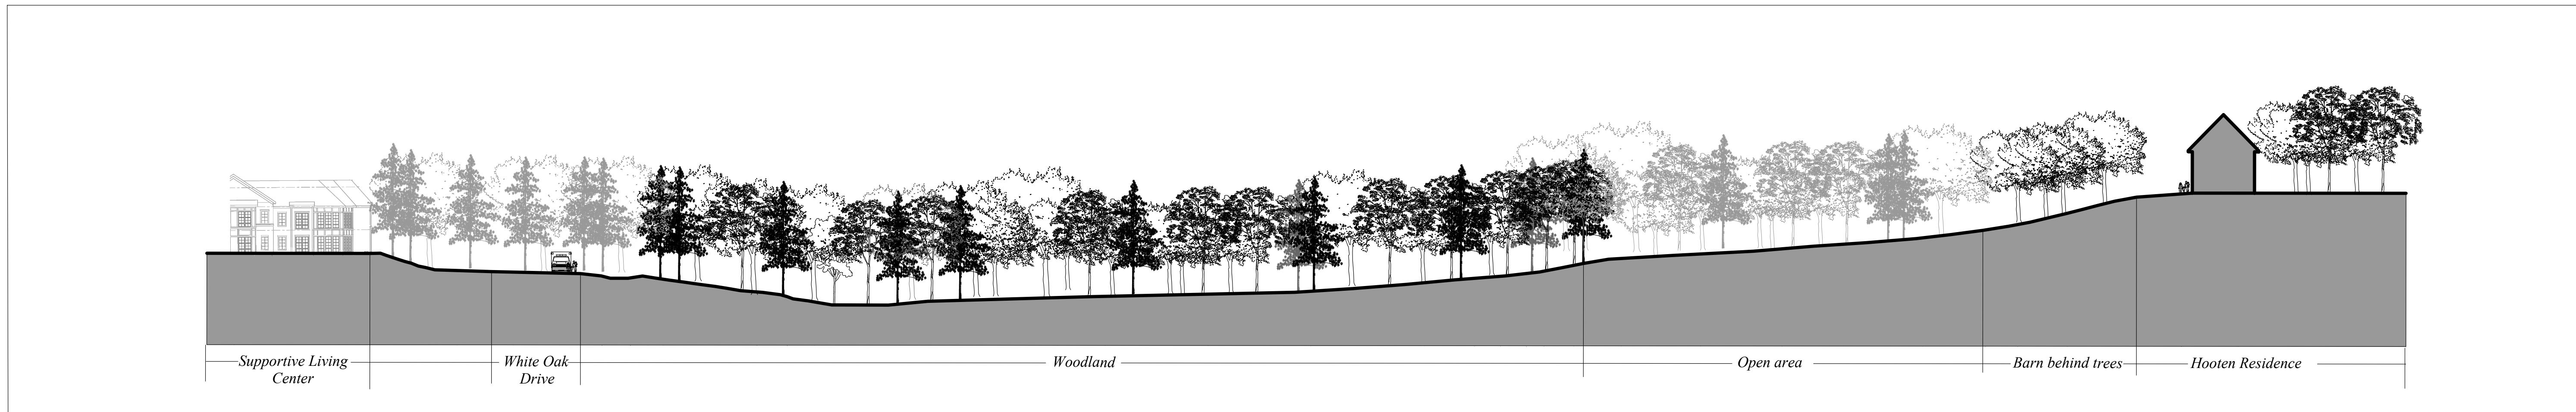 Supportive Living
Center
White Oak
Drive
Woodland
Open area
Barn behind trees
Hooten Residence